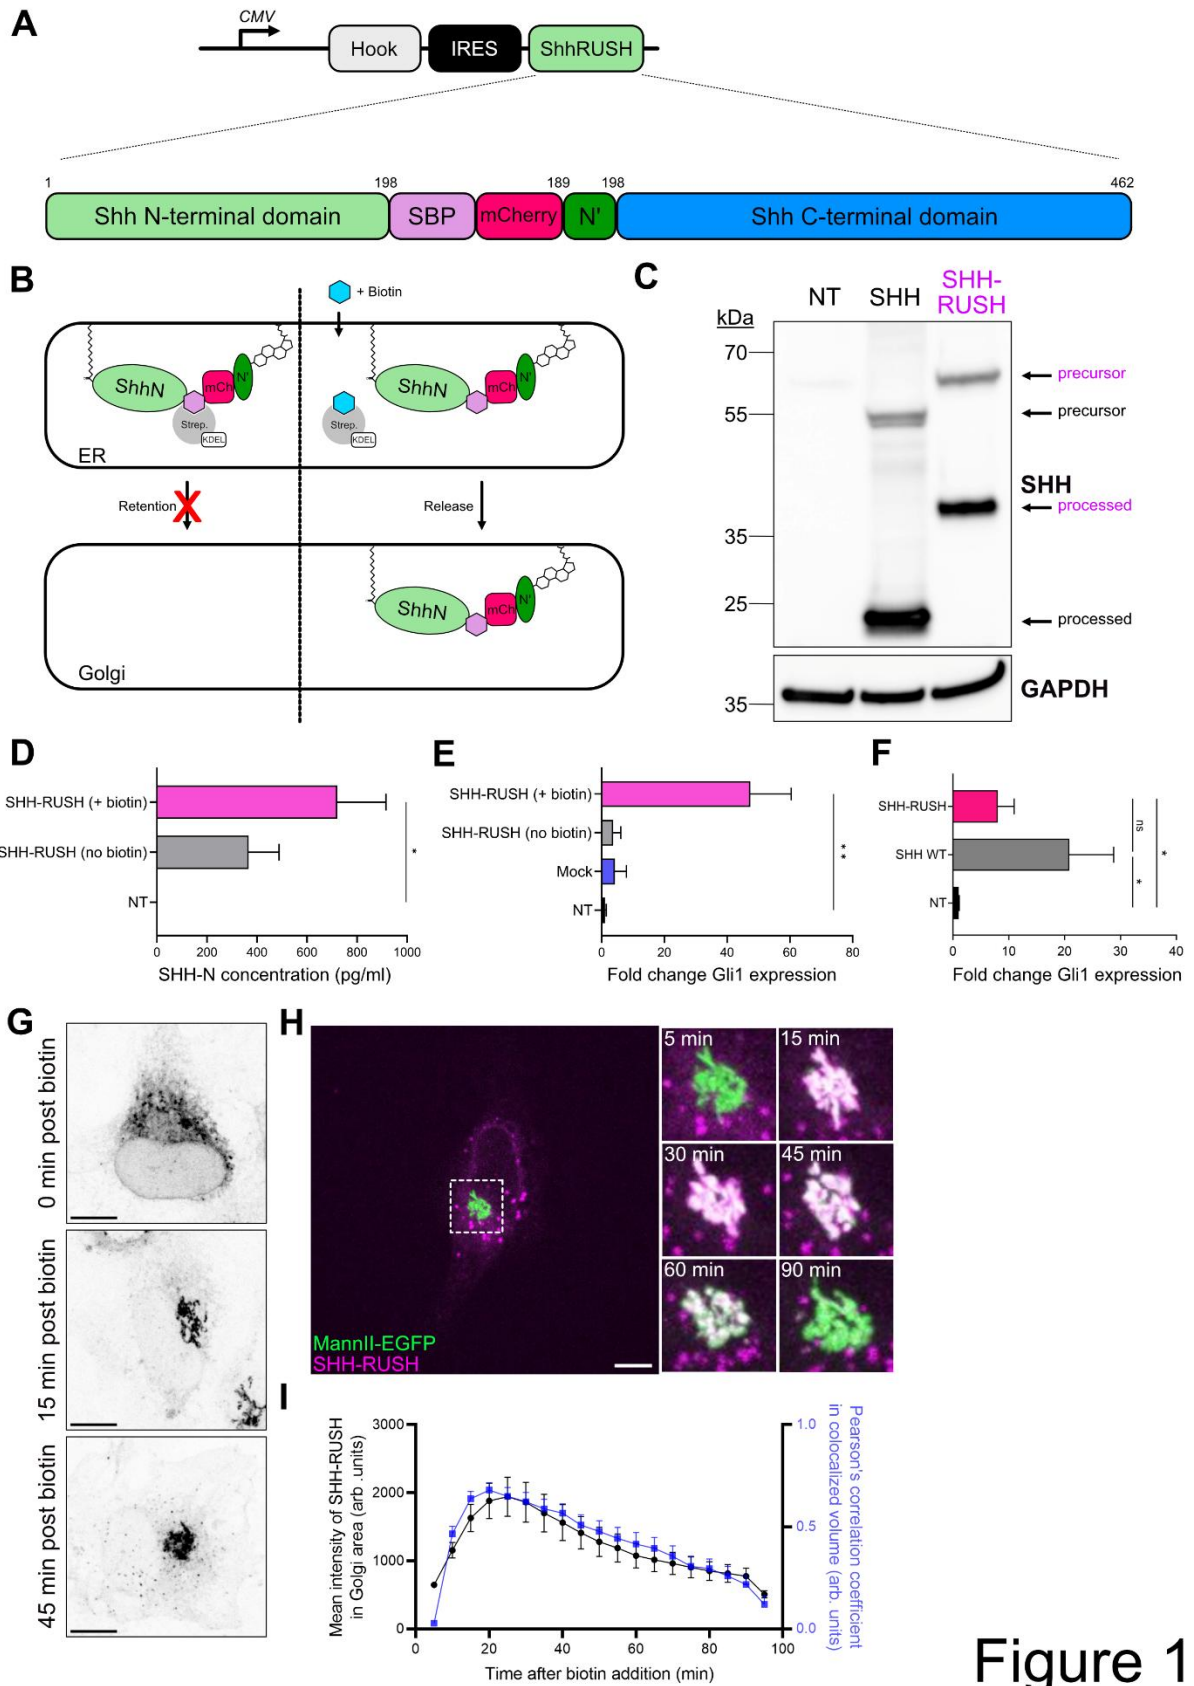 A
CMV
Hook
IRES
ShhRUSH
1
198
189
198
462
Shh N-terminal domain
SBP
mCherry
N'
Shh C-terminal domain
B
+ Biotin
ShhN
mCh
N'
Strep.
KDEL
ShhN
mCh
N'
Strep.
KDEL
ER
Retention
X
Release
ShhN
mCh
N'
Golgi
C
NT
SHH
SHH-
RUSH
kDa
70
55
35
25
precursor
precursor
SHH
processed
processed
35
GAPDH
D
SHH-RUSH (+ biotin)
SHH-RUSH (no biotin)
NT
*
0
200
400
600
800
1000
SHH-N concentration (pg/ml)
E
SHH-RUSH (+ biotin)
SHH-RUSH (no biotin)
Mock
NT
**
0
20
40
60
80
Fold change Gli1 expression
F
SHH-RUSH
SHH WT
NT
ns
*
*
0
10
20
30
40
Fold change Gli1 expression
G
0 min post biotin
15 min post biotin
45 min post biotin
H
MannII-EGFP
SHH-RUSH
5 min
15 min
30 min
45 min
60 min
90 min
I
Mean intensity of SHH-RUSH
in Golgi area (arb .units)
3000
2000
1000
0
0
20
40
60
80
100
Time after biotin addition (min)
1.0
0.5
0.0
Pearson's correlation coefficient
in colocalized volume (arb. units)
Figure 1